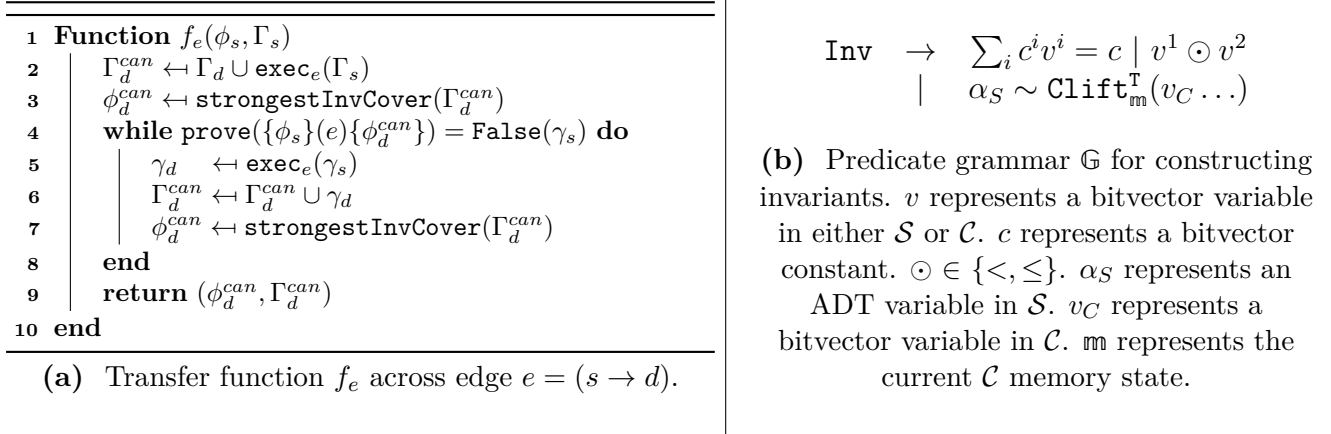 1 Function f_e(ϕ_s, Γ_s)
2 Γ_d^{can} ↤ Γ_d ∪ exec_e(Γ_s)
3 ϕ_d^{can} ↤ strongestInvCover(Γ_d^{can})
4 while prove({ϕ_s}(e){ϕ_d^{can}}) = False(γ_s) do
5 γ_d ↤ exec_e(γ_s)
6 Γ_d^{can} ↤ Γ_d^{can} ∪ γ_d
7 ϕ_d^{can} ↤ strongestInvCover(Γ_d^{can})
8 end
9 return (ϕ_d^{can}, Γ_d^{can})
10 end
(a) Transfer function f_e across edge e = (s → d).
Inv → ∑_i c^i v^i = c | v^1 ⊙ v^2
| α_S ∼ Clift_𝕞^T(v_C …)
(b) Predicate grammar 𝔾 for constructing
invariants. v represents a bitvector variable
in either 𝒮 or 𝒞. c represents a bitvector
constant. ⊙ ∈ {<, ≤}. α_S represents an
ADT variable in 𝒮. v_C represents a
bitvector variable in 𝒞. 𝕞 represents the
current 𝒞 memory state.